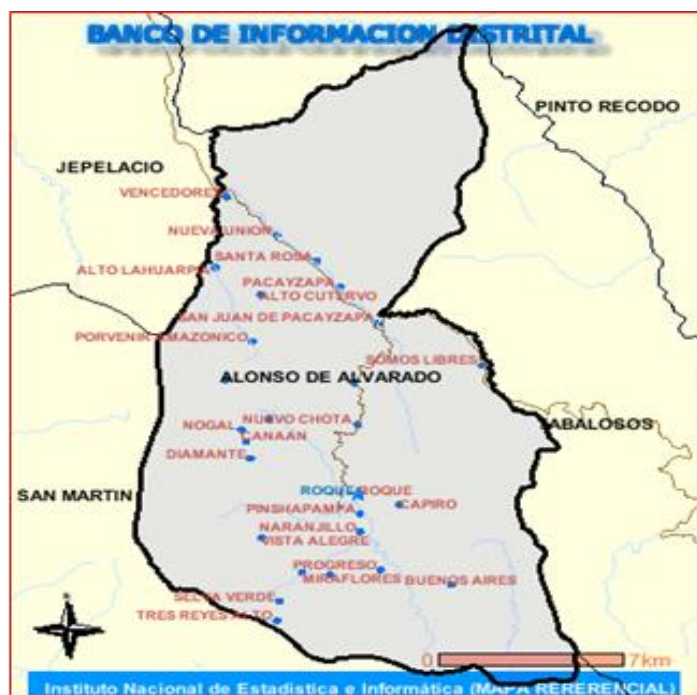 BANCO DE INFORMACION DISTRITAL
PINTO RECODO
JEPELACIO
VENCEDORES
NUEVA UNION
SANTA ROSA
ALTO LAHUARPIA
PACAYZAPA
ALTO CUTERVO
SAN JUAN DE PACAYZAPA
PORVENIR AMAZONICO
SOMOS LIBRES
ALONSO DE ALVARADO
NUEVO CHOTA
NOGAL
CANAAN
TABALOSOS
DIAMANTE
ROQUE
ROQUE
SAN MARTIN
CAPIRO
PINSHAPAMPA
NARANJILLO
VISTA ALEGRE
PROGRESO
MIRAFLORES
BUENOS AIRES
SELVA VERDE
TRES REYES ALTO
0 7km
Instituto Nacional de Estadística e Informática (MAPA RERERENCIAL)